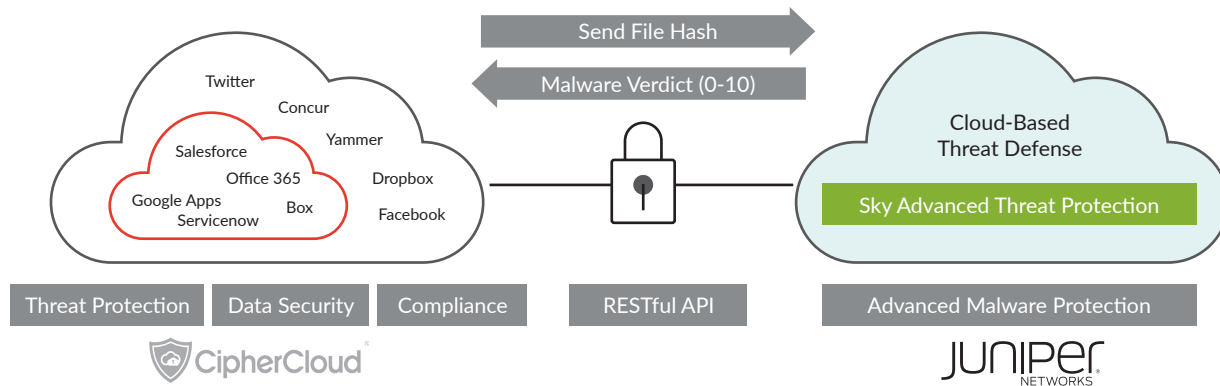 Send File Hash
Malware Verdict (0-10)
Twitter
Concur
Yammer
Salesforce
Office 365
Dropbox
Google Apps
Box
Servicenow
Facebook
Cloud-Based
Threat Defense
Sky Advanced Threat Protection
Threat Protection
Data Security
Compliance
RESTful API
Advanced Malware Protection
CipherCloud®
JUNIPEr®
NETWORKS